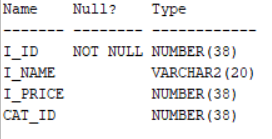 Name    Null?    Type
------- -------- ------------
I_ID    NOT NULL NUMBER(38)
I_NAME           VARCHAR2(20)
I_PRICE          NUMBER(38)
CAT_ID           NUMBER(38)